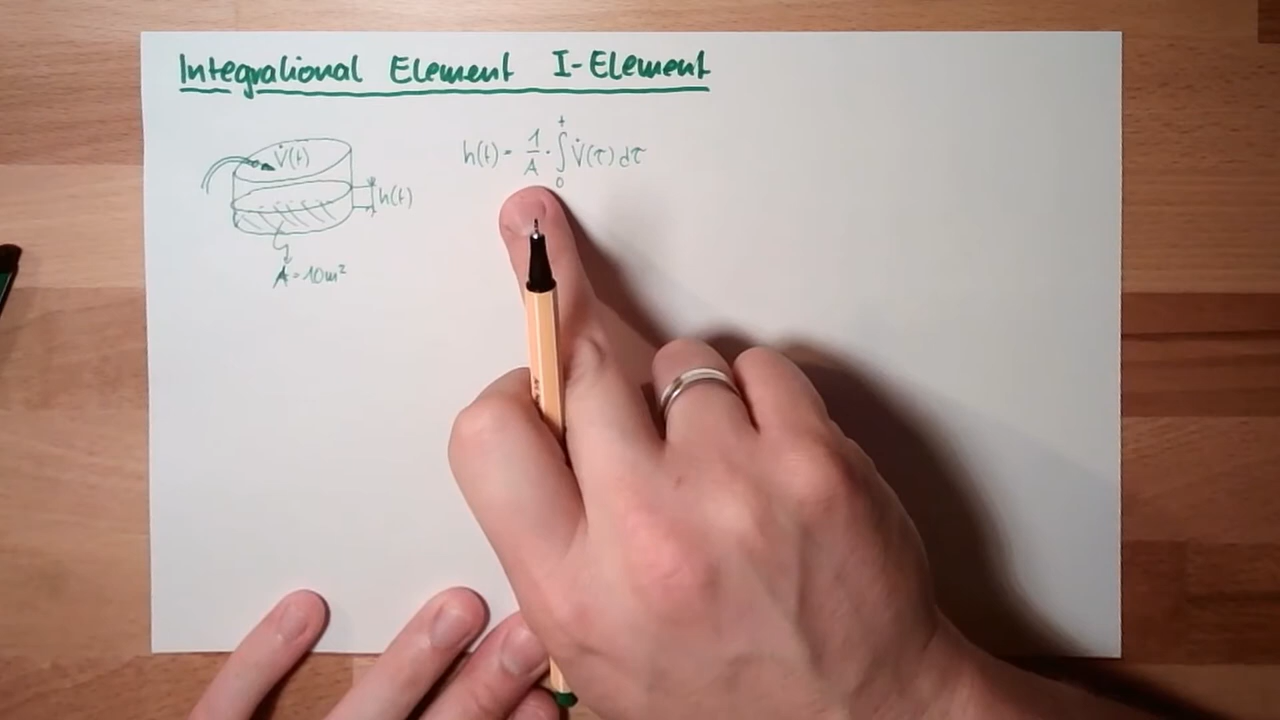 Integrational Element I-Element
V̇(t)
h(t)
A = 10m²
h(t) = 1/A · ∫₀ᵗ V̇(τ) dτ